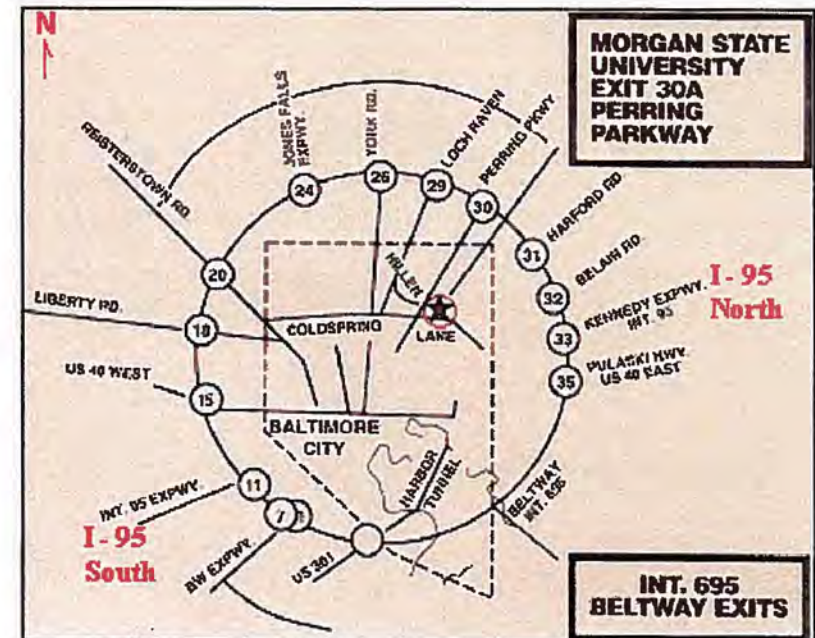 N
MORGAN STATE
UNIVERSITY
EXIT 30A
PERRING
PARKWAY
JONES FALLS
EXPWY.
YORK RD.
LOCH RAVEN
PERRING PKWY
REISTERSTOWN RD.
24
26
29
30
HARFORD RD
31
BELAIR RD.
32
I-95
North
KENNEDY EXPWY.
INT. 95
33
PULASKI HWY.
US 40 EAST
35
20
HILLEN
LIBERTY RD.
18
COLDSPRING
LANE
US 40 WEST
15
BALTIMORE
CITY
HARBOR
TUNNEL
BELTWAY
INT. 695
11
INT. 95 EXPWY.
7
I-95
South
BW EXPWY.
US 301
INT. 695
BELTWAY EXITS